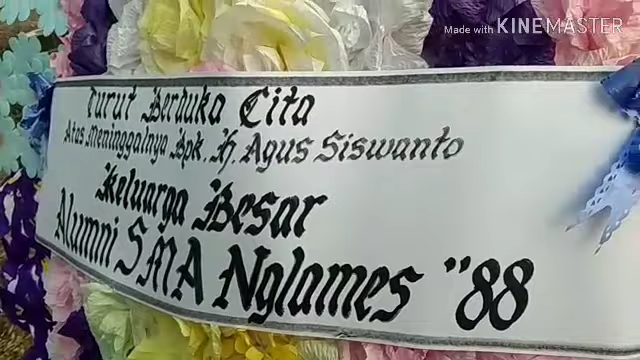 Made with KINEMASTER
Turut Berduka Cita
Atas Meninggalnya Bpk. H. Agus Siswanto
Keluarga Besar
Alumni SMA Nglames "88